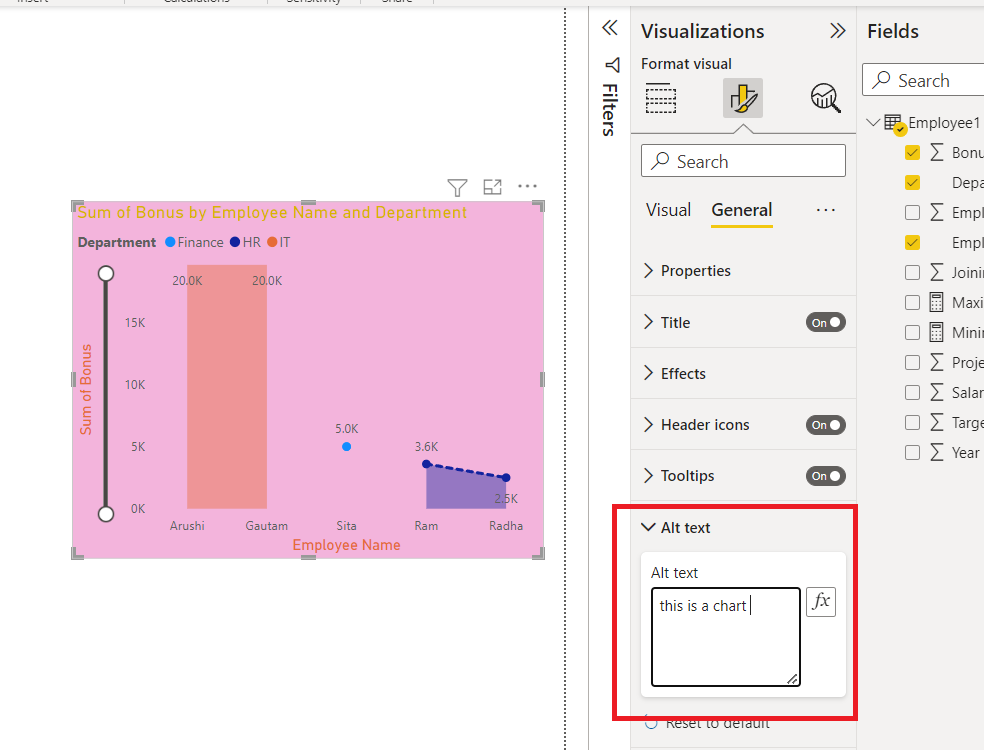 Insert Calculations Sensitivity Share
Sum of Bonus by Employee Name and Department
Department Finance HR IT
20.0K 20.0K
15K
10K
5K
0K
5.0K
3.6K
2.5K
Sum of Bonus
Arushi Gautam Sita Ram Radha
Employee Name
Filters
Visualizations
Format visual
Search
Visual General ...
Properties
Title On
Effects
Header icons On
Tooltips On
Alt text
Alt text
this is a chart
fx
Reset to default
Fields
Search
Employee1
Σ Bonu
Depa
Σ Empl
Empl
Σ Joini
Maxi
Mini
Σ Proje
Σ Salar
Σ Targe
Σ Year